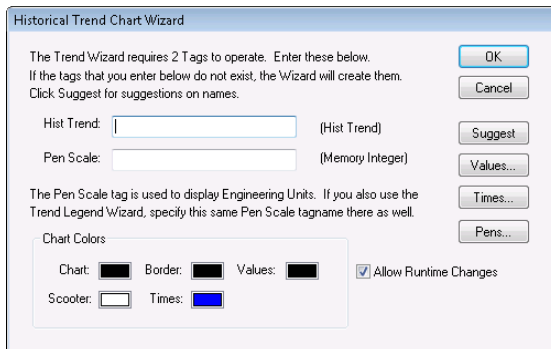 Historical Trend Chart Wizard
The Trend Wizard requires 2 Tags to operate. Enter these below.
If the tags that you enter below do not exist, the Wizard will create them.
Click Suggest for suggestions on names.
OK
Cancel
Hist Trend: (Hist Trend)
Suggest
Pen Scale: (Memory Integer)
Values...
The Pen Scale tag is used to display Engineering Units. If you also use the
Trend Legend Wizard, specify this same Pen Scale tagname there as well.
Times...
Pens...
Chart Colors
Chart: Border: Values:
Allow Runtime Changes
Scooter: Times: